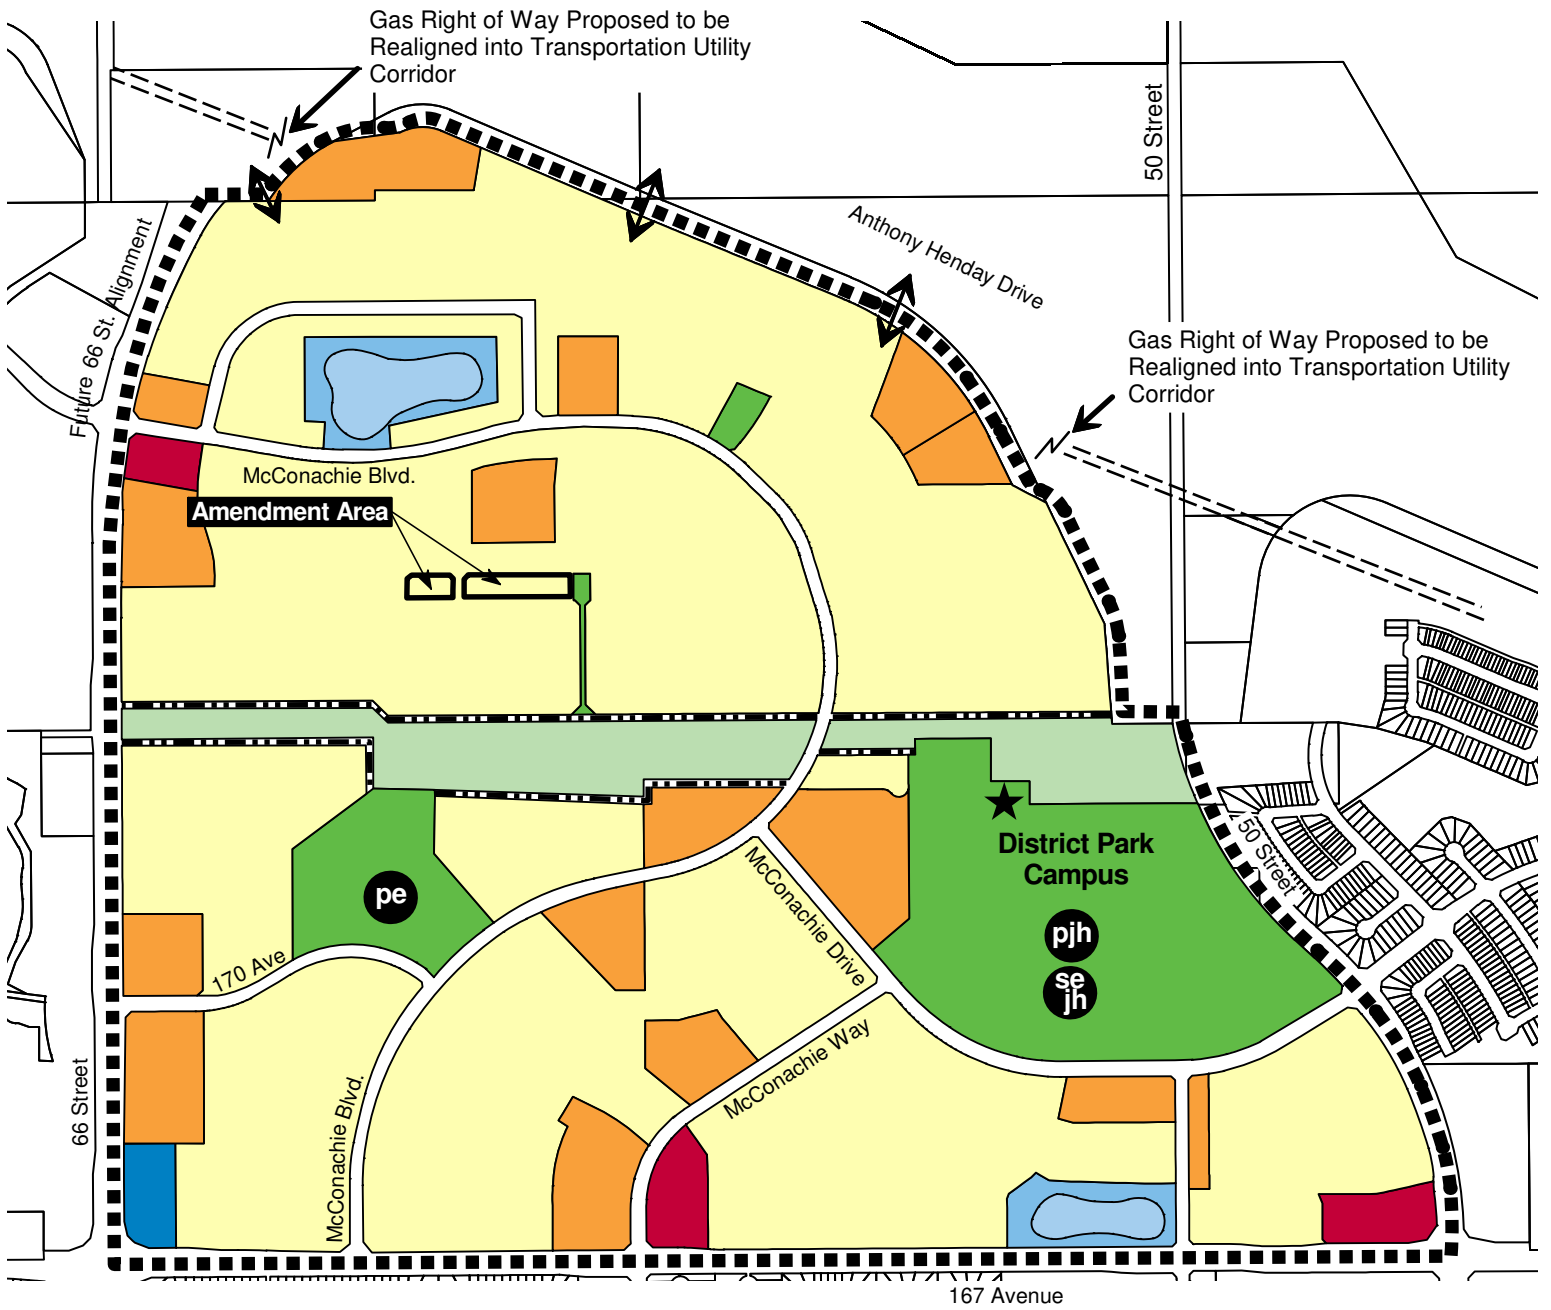 Gas Right of Way Proposed to be
Realigned into Transportation Utility
Corridor
50 Street
Anthony Henday Drive
Future 66 St. Alignment
Gas Right of Way Proposed to be
Realigned into Transportation Utility
Corridor
McConachie Blvd.
Amendment Area
District Park
Campus
50 Street
pe
pjh
se
jh
McConachie Drive
170 Ave
McConachie Way
66 Street
McConachie Blvd.
167 Avenue